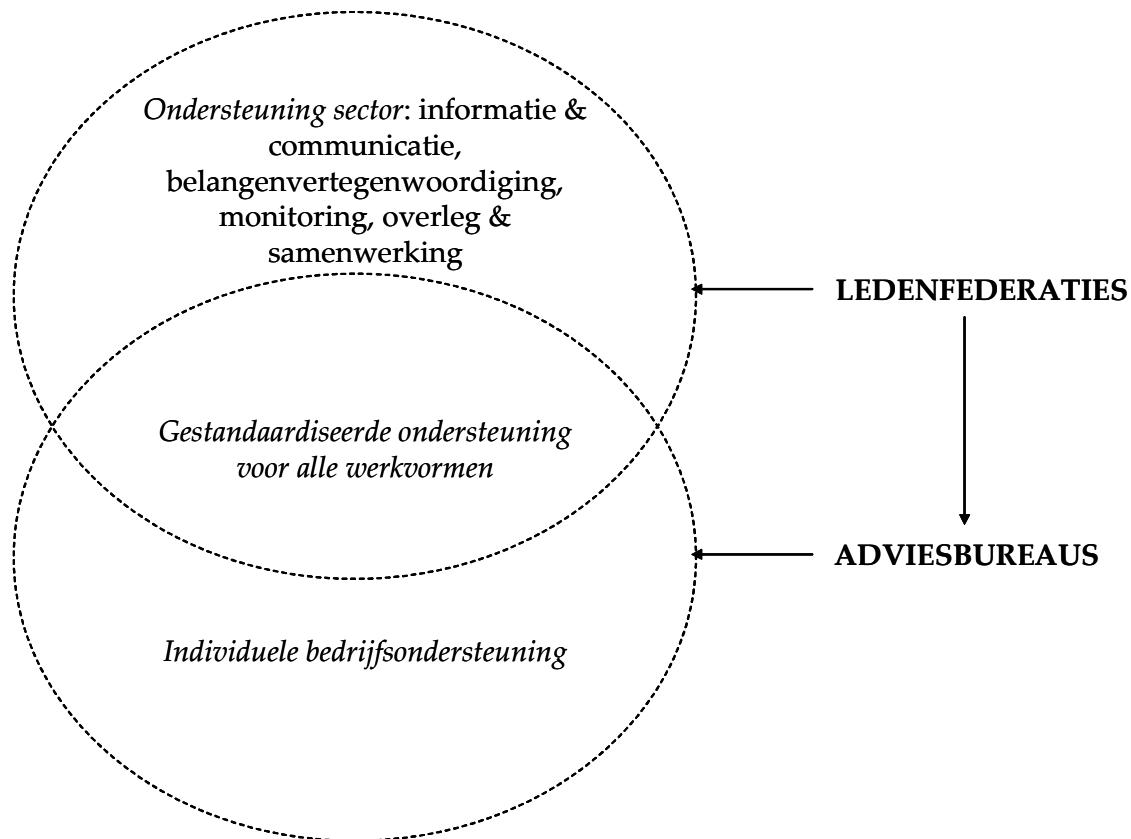 Ondersteuning sector: informatie &
communicatie,
belangenvertegenwoordiging,
monitoring, overleg &
samenwerking
LEDENFEDERATIES
Gestandaardiseerde ondersteuning
voor alle werkvormen
ADVIESBUREAUS
Individuele bedrijfsondersteuning